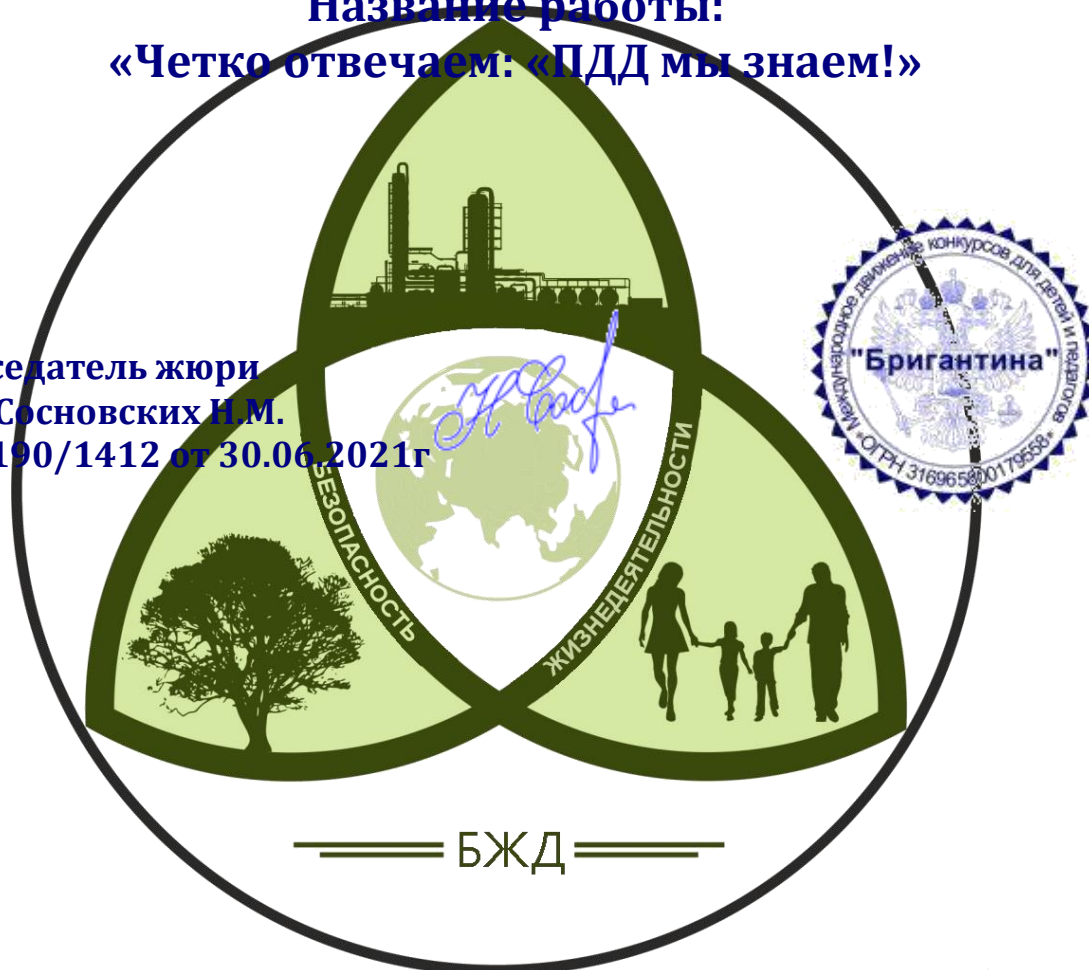 Название работы:
«Четко отвечаем: «ПДД мы знаем!»
седатель жюри
Сосновских Н.М.
190/1412 от 30.06.2021г
БЕЗОПАСНОСТЬ
ЖИЗНЕДЕЯТЕЛЬНОСТИ
Международное движение конкурсов для детей и педагогов
"Бригантина"
*ОГРН 316965800179558*
БЖД